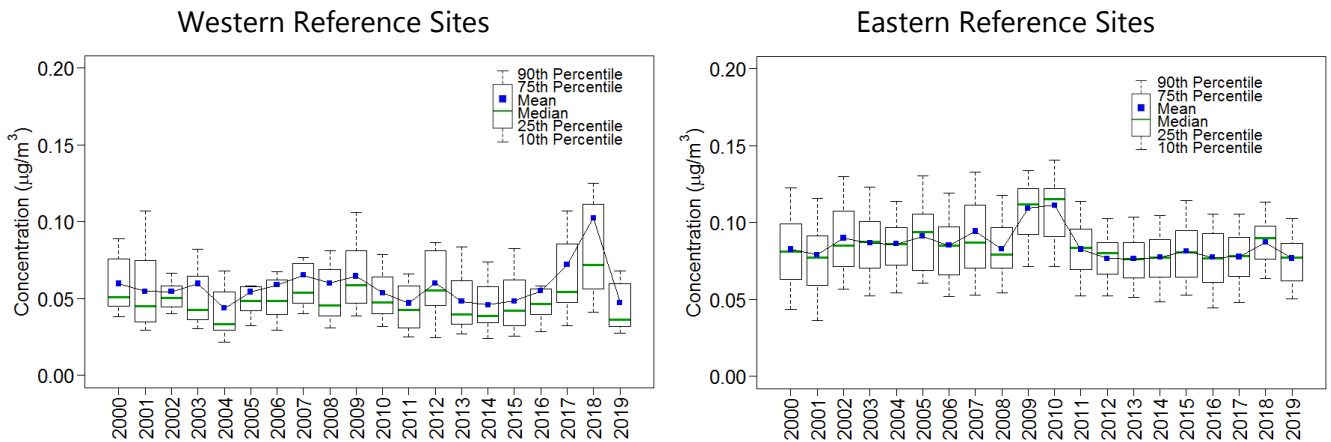 Western Reference Sites
Concentration (μg/m³)
0.20
0.15
0.10
0.05
0.00
90th Percentile
75th Percentile
Mean
Median
25th Percentile
10th Percentile
2000 2001 2002 2003 2004 2005 2006 2007 2008 2009 2010 2011 2012 2013 2014 2015 2016 2017 2018 2019
Eastern Reference Sites
Concentration (μg/m³)
0.20
0.15
0.10
0.05
0.00
90th Percentile
75th Percentile
Mean
Median
25th Percentile
10th Percentile
2000 2001 2002 2003 2004 2005 2006 2007 2008 2009 2010 2011 2012 2013 2014 2015 2016 2017 2018 2019